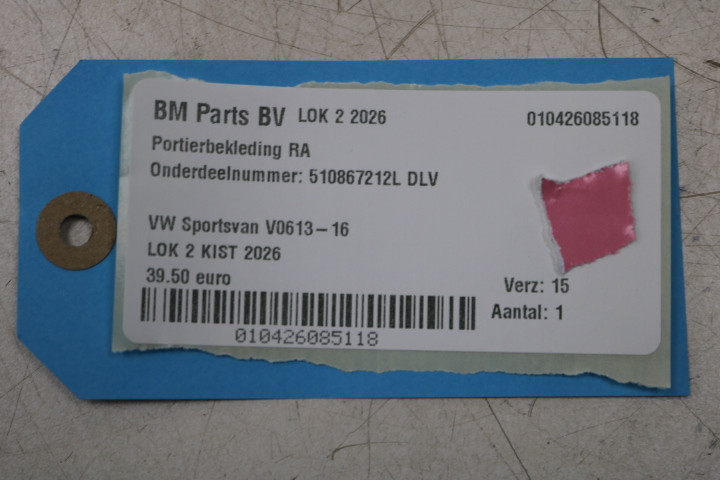 BM Parts BV LOK 2 2026 010426085118
Portierbekleding RA
Onderdeelnummer: 510867212L DLV
VW Sportsvan V0613-16
LOK 2 KIST 2026
39.50 euro
Verz: 15
Aantal: 1
010426085118